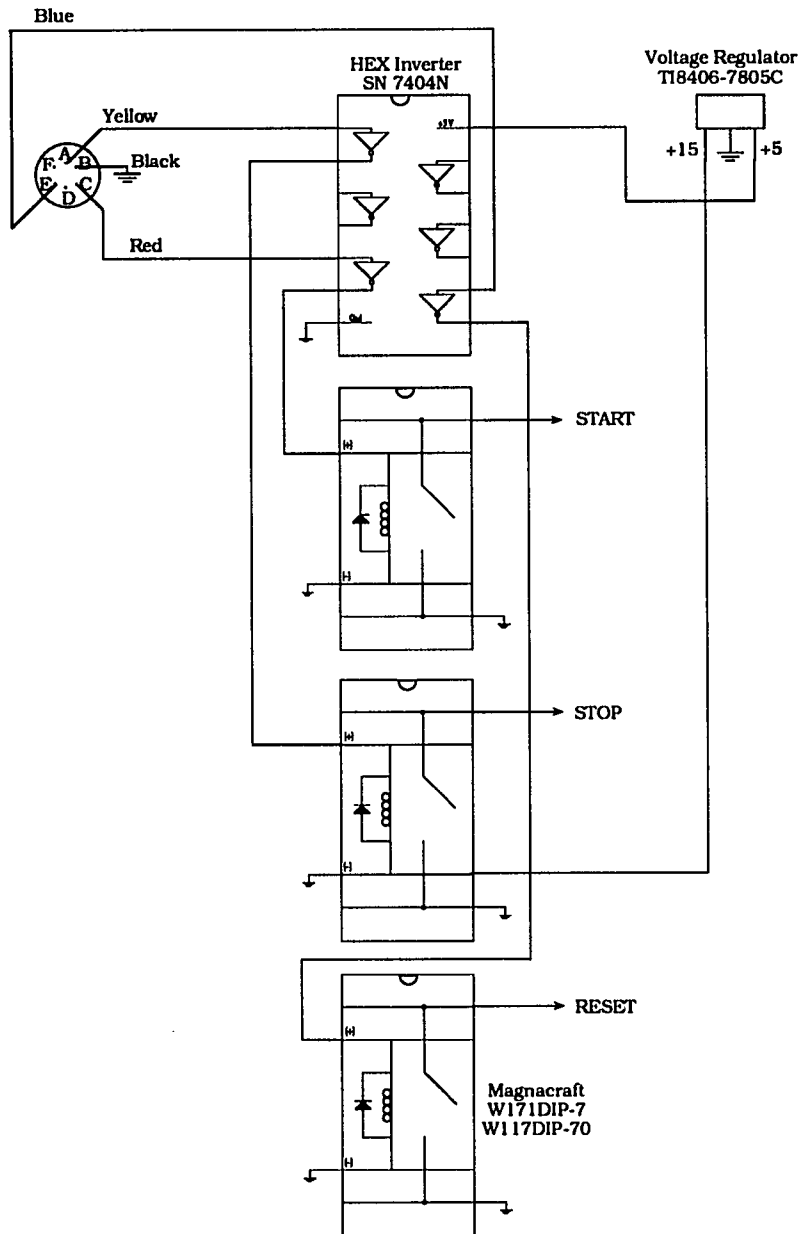 Blue
HEX Inverter
SN 7404N
Voltage Regulator
TI8406-7805C
Yellow
+5V
+15
+5
A
F
B
Black
E
C
D
Red
START
(+)
(-)
STOP
(+)
(-)
RESET
(+)
Magnacraft
W171DIP-7
W117DIP-70
(-)